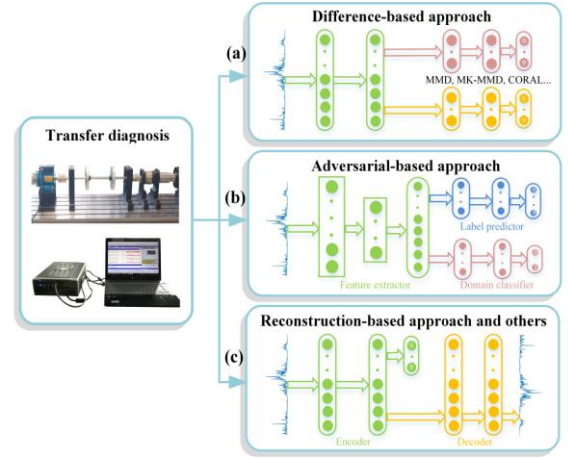 Difference-based approach
(a)
MMD, MK-MMD, CORAL...
Transfer diagnosis
Adversarial-based approach
(b)
Label predictor
Feature extractor
Domain classifier
Reconstruction-based approach and others
(c)
Encoder
Decoder